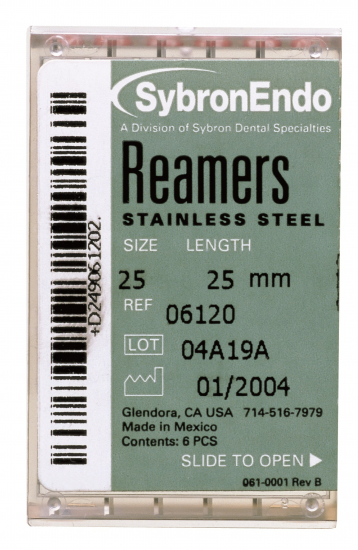 SybronEndo
A Division of Sybron Dental Specialties
Reamers
STAINLESS STEEL
SIZE LENGTH
25 25 mm
REF 06120
LOT 04A19A
01/2004
Glendora, CA USA 714-516-7979
Made in Mexico
Contents: 6 PCS
SLIDE TO OPEN ▶
061-0001 Rev B
+D249061202.